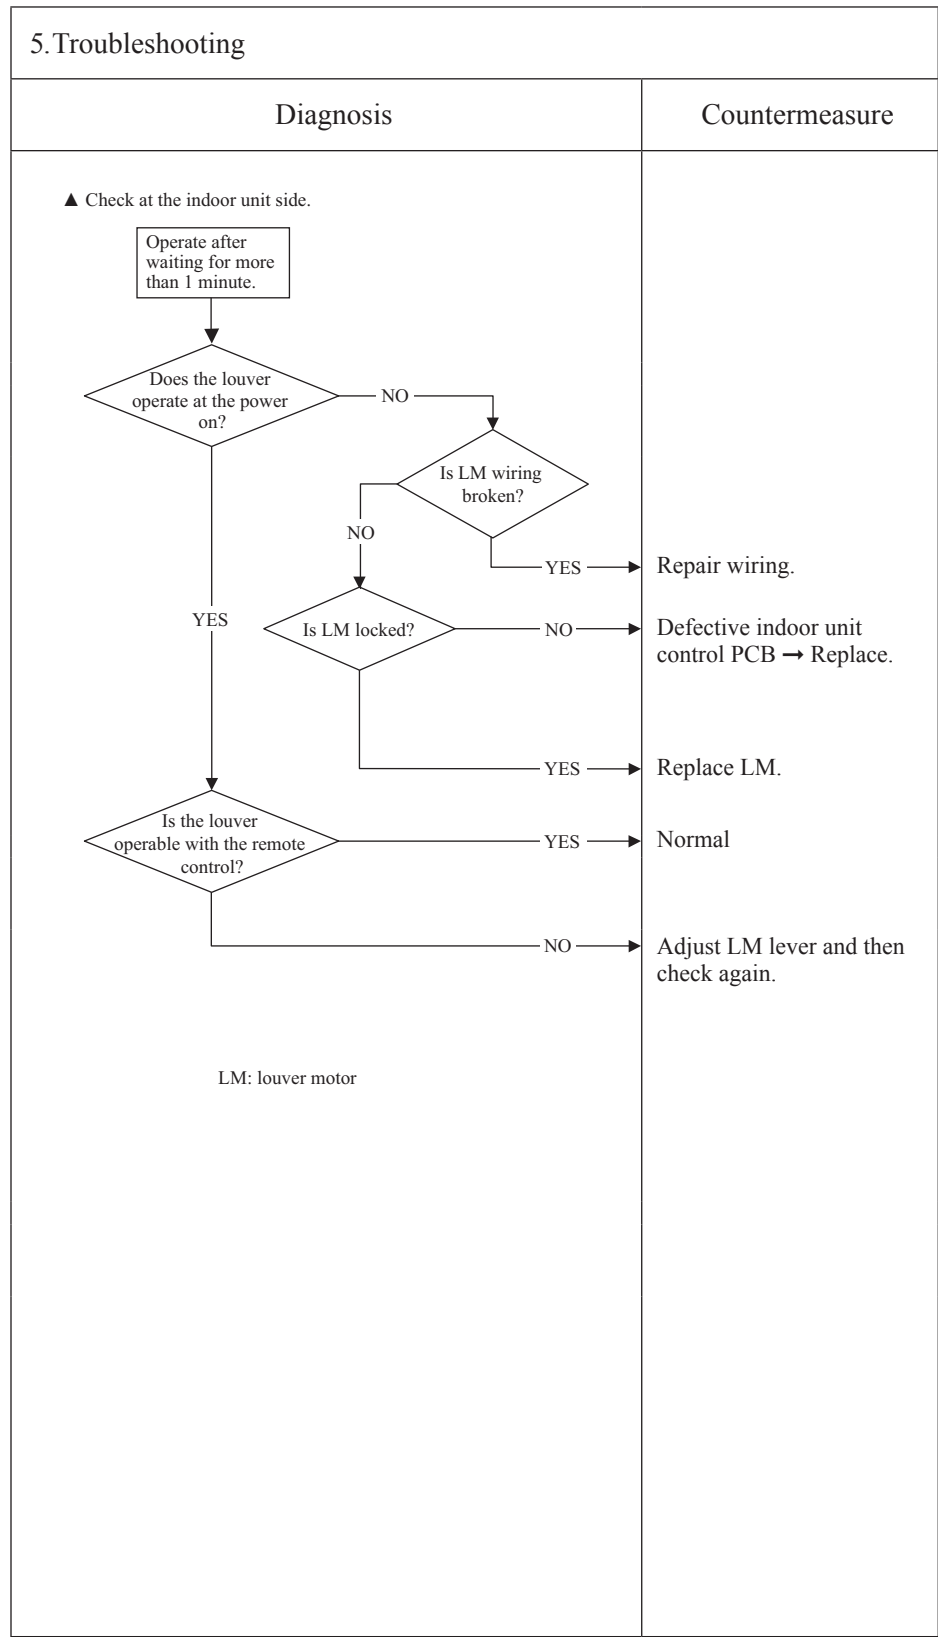 5.Troubleshooting
Diagnosis
Countermeasure
▲ Check at the indoor unit side.
Operate after
waiting for more
than 1 minute.
Does the louver
operate at the power
on?
NO
Is LM wiring
broken?
NO
YES
Repair wiring.
YES
Is LM locked?
NO
Defective indoor unit
control PCB → Replace.
YES
Replace LM.
Is the louver
operable with the remote
control?
YES
Normal
NO
Adjust LM lever and then
check again.
LM: louver motor